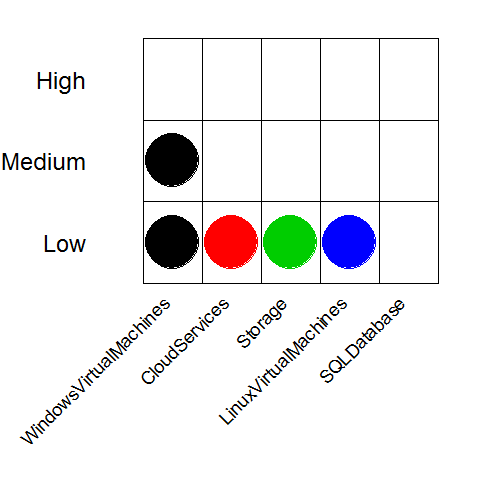 High
Medium
Low
WindowsVirtualMachines
CloudServices
Storage
LinuxVirtualMachines
SQLDatabase